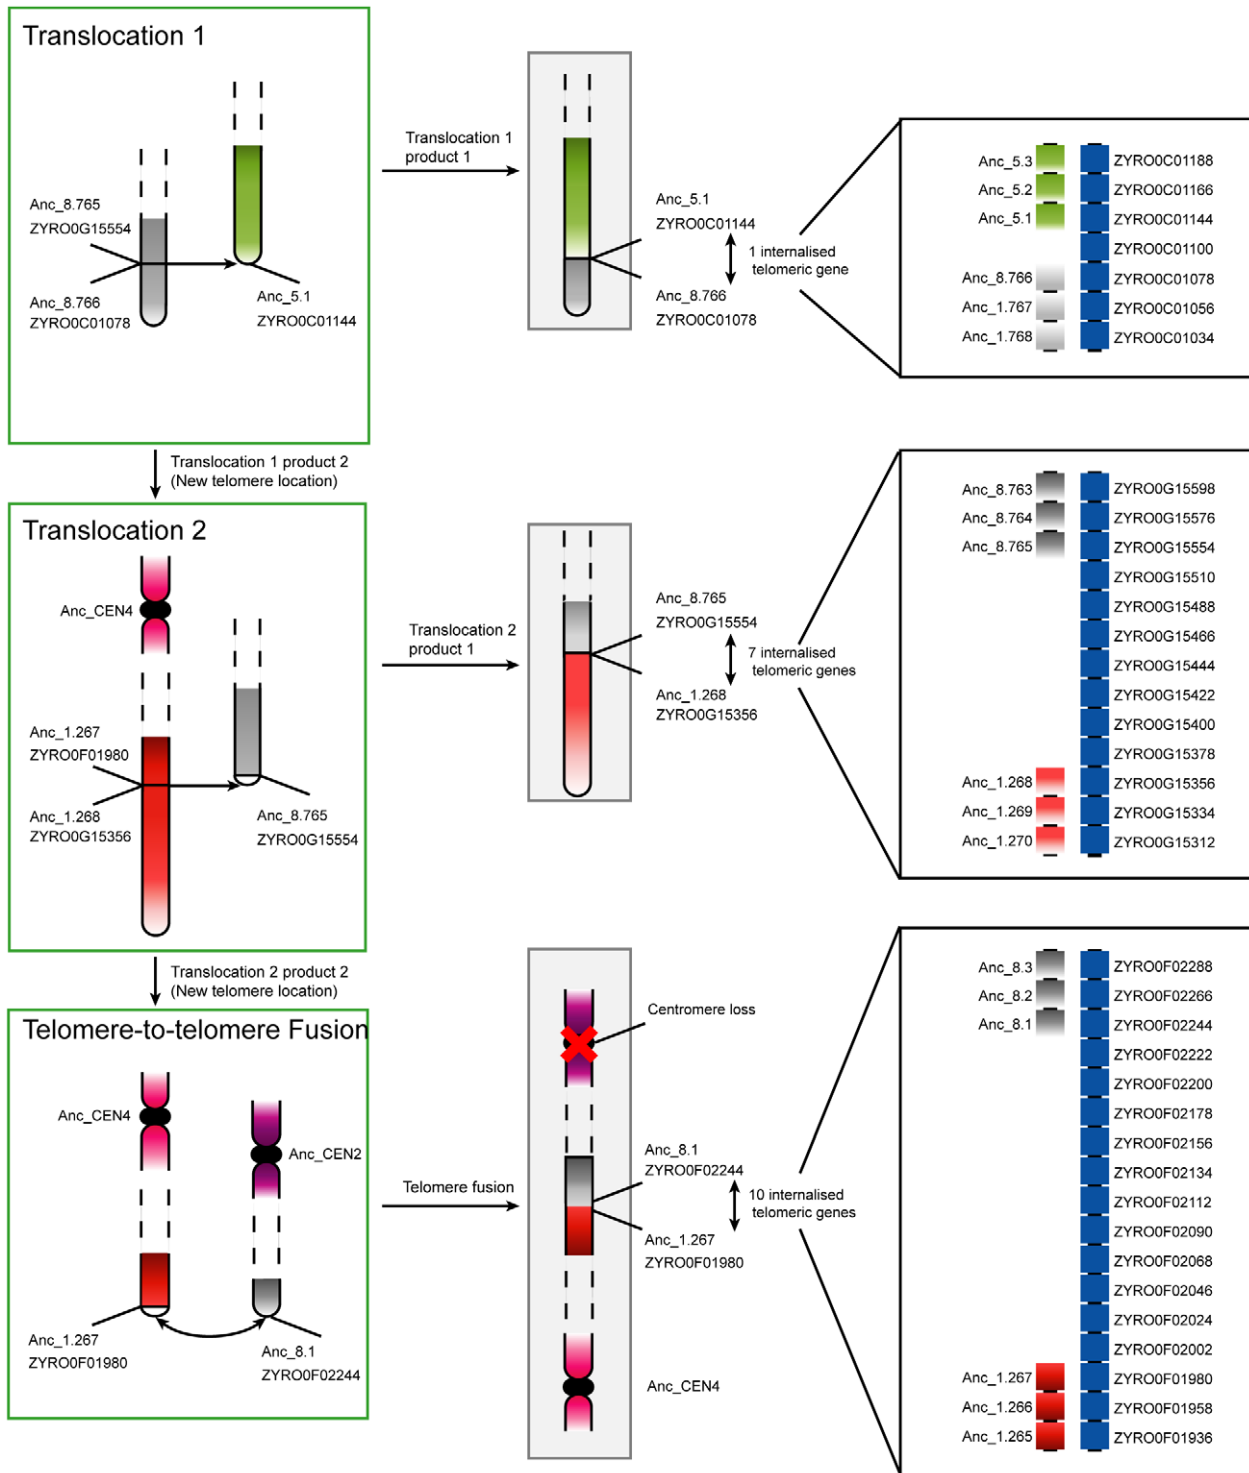 Translocation 1
Anc_8.765
ZYRO0G15554
Anc_8.766
ZYRO0C01078
Anc_5.1
ZYRO0C01144
Translocation 1
product 1
Anc_5.1
ZYRO0C01144
Anc_8.766
ZYRO0C01078
1 internalised
telomeric gene
Anc_5.3 ZYRO0C01188
Anc_5.2 ZYRO0C01166
Anc_5.1 ZYRO0C01144
ZYRO0C01100
Anc_8.766 ZYRO0C01078
Anc_1.767 ZYRO0C01056
Anc_1.768 ZYRO0C01034
Translocation 1 product 2
(New telomere location)
Translocation 2
Anc_CEN4
Anc_1.267
ZYRO0F01980
Anc_1.268
ZYRO0G15356
Anc_8.765
ZYRO0G15554
Translocation 2
product 1
Anc_8.765
ZYRO0G15554
Anc_1.268
ZYRO0G15356
7 internalised
telomeric genes
Anc_8.763 ZYRO0G15598
Anc_8.764 ZYRO0G15576
Anc_8.765 ZYRO0G15554
ZYRO0G15510
ZYRO0G15488
ZYRO0G15466
ZYRO0G15444
ZYRO0G15422
ZYRO0G15400
ZYRO0G15378
Anc_1.268 ZYRO0G15356
Anc_1.269 ZYRO0G15334
Anc_1.270 ZYRO0G15312
Translocation 2 product 2
(New telomere location)
Telomere-to-telomere Fusion
Anc_CEN4
Anc_CEN2
Anc_1.267
ZYRO0F01980
Anc_8.1
ZYRO0F02244
Telomere fusion
Centromere loss
Anc_8.1
ZYRO0F02244
Anc_1.267
ZYRO0F01980
10 internalised
telomeric genes
Anc_CEN4
Anc_8.3 ZYRO0F02288
Anc_8.2 ZYRO0F02266
Anc_8.1 ZYRO0F02244
ZYRO0F02222
ZYRO0F02200
ZYRO0F02178
ZYRO0F02156
ZYRO0F02134
ZYRO0F02112
ZYRO0F02090
ZYRO0F02068
ZYRO0F02046
ZYRO0F02024
ZYRO0F02002
Anc_1.267 ZYRO0F01980
Anc_1.266 ZYRO0F01958
Anc_1.265 ZYRO0F01936